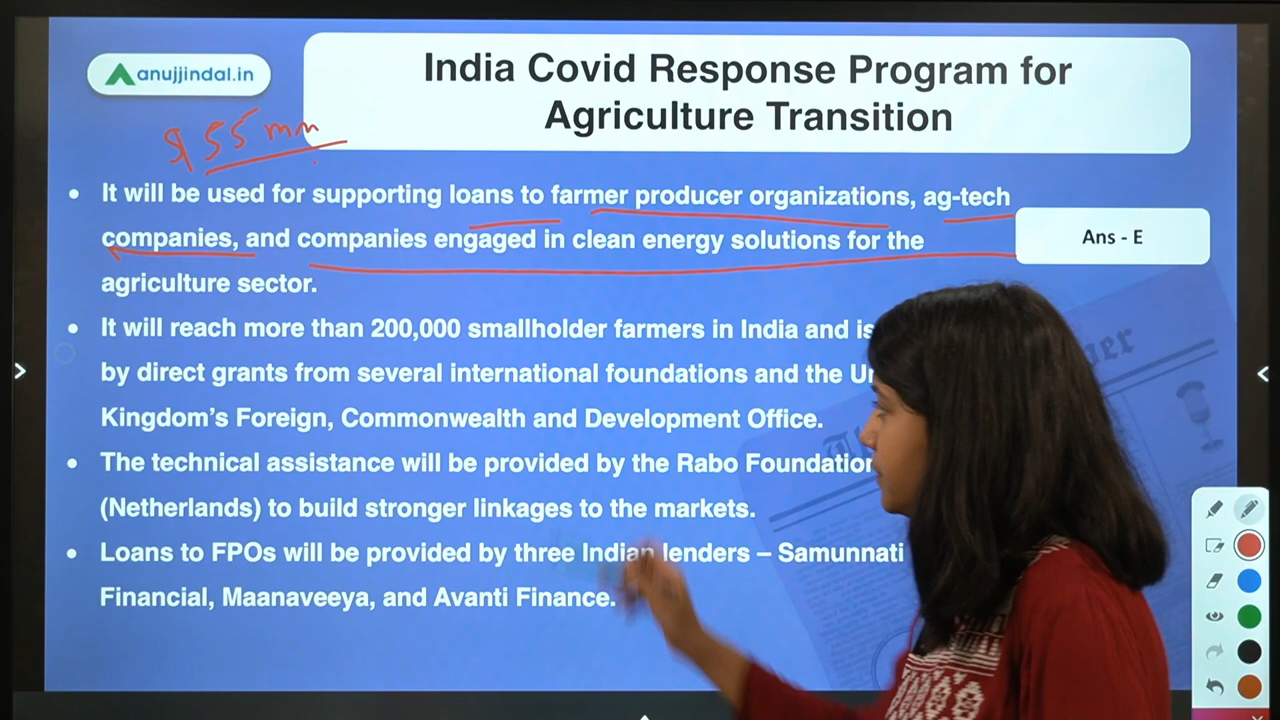 anujjindal.in
India Covid Response Program for
Agriculture Transition
$ 55 mn
• It will be used for supporting loans to farmer producer organizations, ag-tech
companies, and companies engaged in clean energy solutions for the
agriculture sector.
Ans - E
• It will reach more than 200,000 smallholder farmers in India and is
by direct grants from several international foundations and the
Kingdom’s Foreign, Commonwealth and Development Office.
• The technical assistance will be provided by the Rabo Foundation
(Netherlands) to build stronger linkages to the markets.
• Loans to FPOs will be provided by three Indian lenders – Samunnati
Financial, Maanaveeya, and Avanti Finance.